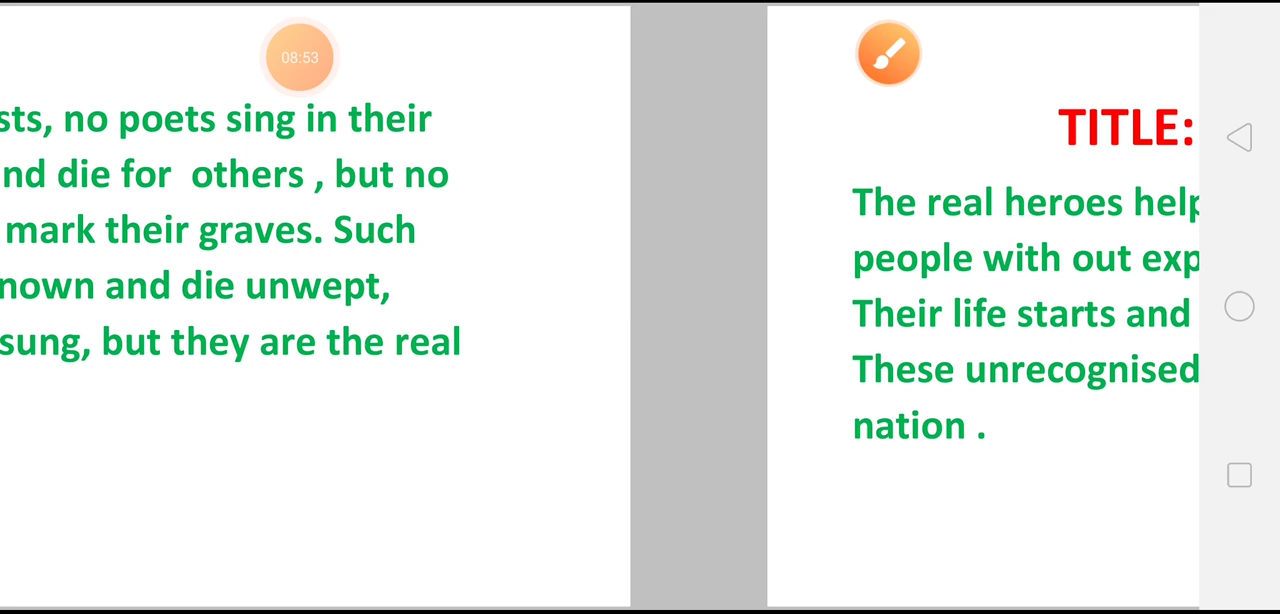 08:53
sts, no poets sing in their
nd die for others , but no
mark their graves. Such
nown and die unwept,
sung, but they are the real
TITLE:
The real heroes help
people with out exp
Their life starts and
These unrecognised
nation .